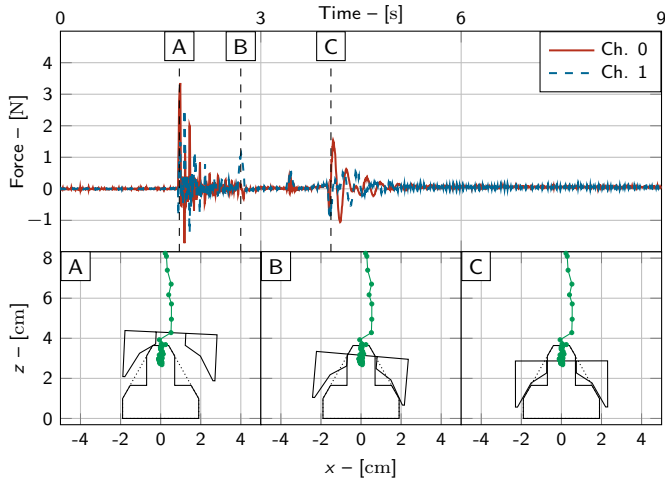 Time – [s]
0 3 6 9
A B C
Ch. 0
Ch. 1
Force – [N]
5
4
3
2
1
0
−1
A B C
z – [cm]
8
6
4
2
0
-4 -2 0 2 4 -4 -2 0 2 4 -4 -2 0 2 4
x – [cm]